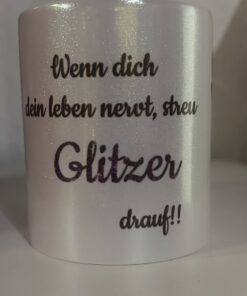 Wenn dich
dein leben nervt, streu
Glitzer
drauf!!